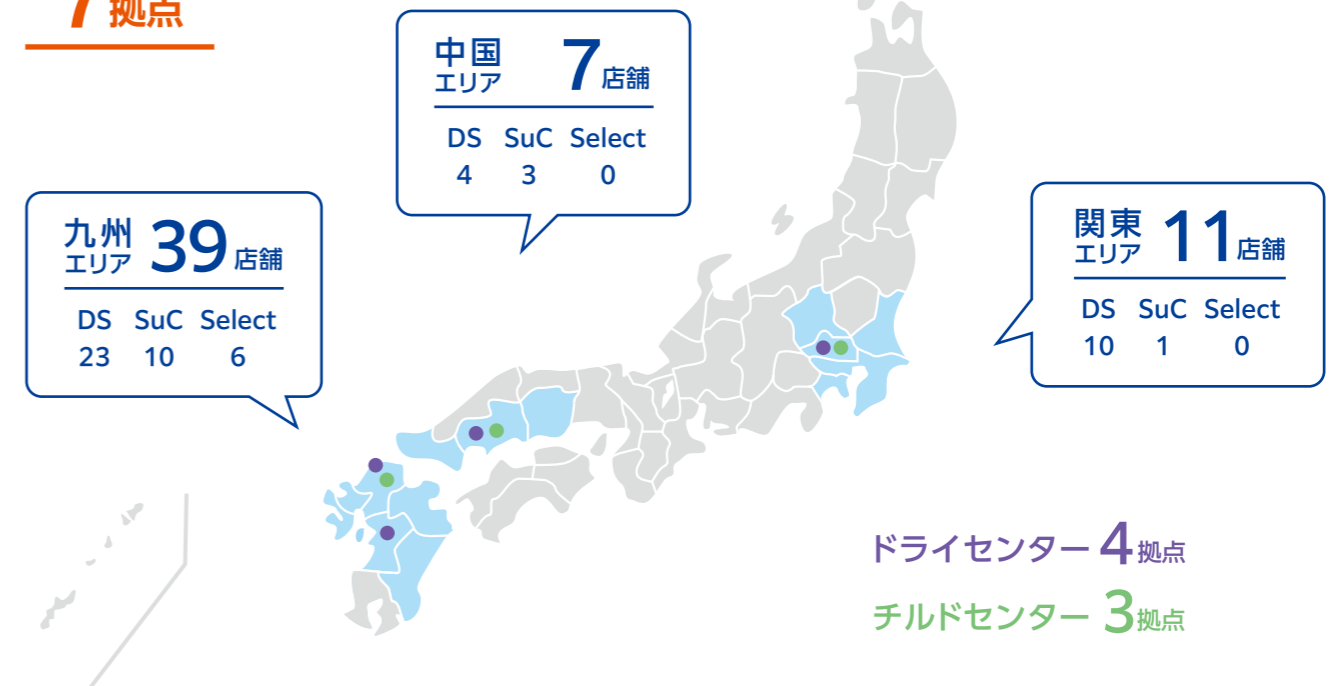 7拠点
中国
エリア
7店舗
DS SuC Select
4 3 0
九州
エリア
39店舗
DS SuC Select
23 10 6
関東
エリア
11店舗
DS SuC Select
10 1 0
ドライセンター 4拠点
チルドセンター 3拠点